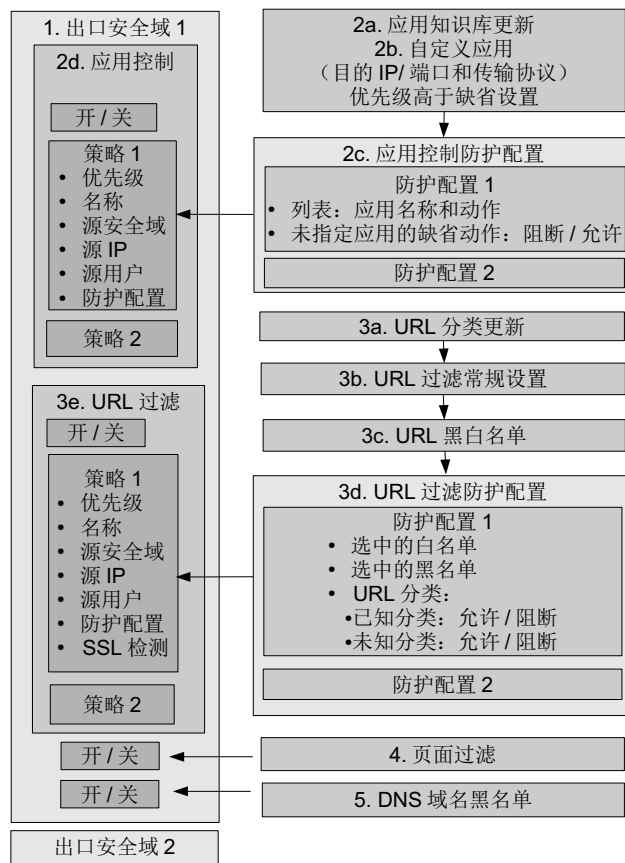 1. 出口安全域 1
2d. 应用控制
开 / 关
策略 1
• 优先级
• 名称
• 源安全域
• 源 IP
• 源用户
• 防护配置
策略 2
3e. URL 过滤
开 / 关
策略 1
• 优先级
• 名称
• 源安全域
• 源 IP
• 源用户
• 防护配置
• SSL 检测
策略 2
开 / 关
开 / 关
出口安全域 2
2a. 应用知识库更新
2b. 自定义应用
（目的 IP/ 端口和传输协议）
优先级高于缺省设置
2c. 应用控制防护配置
防护配置 1
• 列表：应用名称和动作
• 未指定应用的缺省动作：阻断 / 允许
防护配置 2
3a. URL 分类更新
3b. URL 过滤常规设置
3c. URL 黑白名单
3d. URL 过滤防护配置
防护配置 1
• 选中的白名单
• 选中的黑名单
• URL 分类：
•已知分类：允许 / 阻断
•未知分类：允许 / 阻断
防护配置 2
4. 页面过滤
5. DNS 域名黑名单